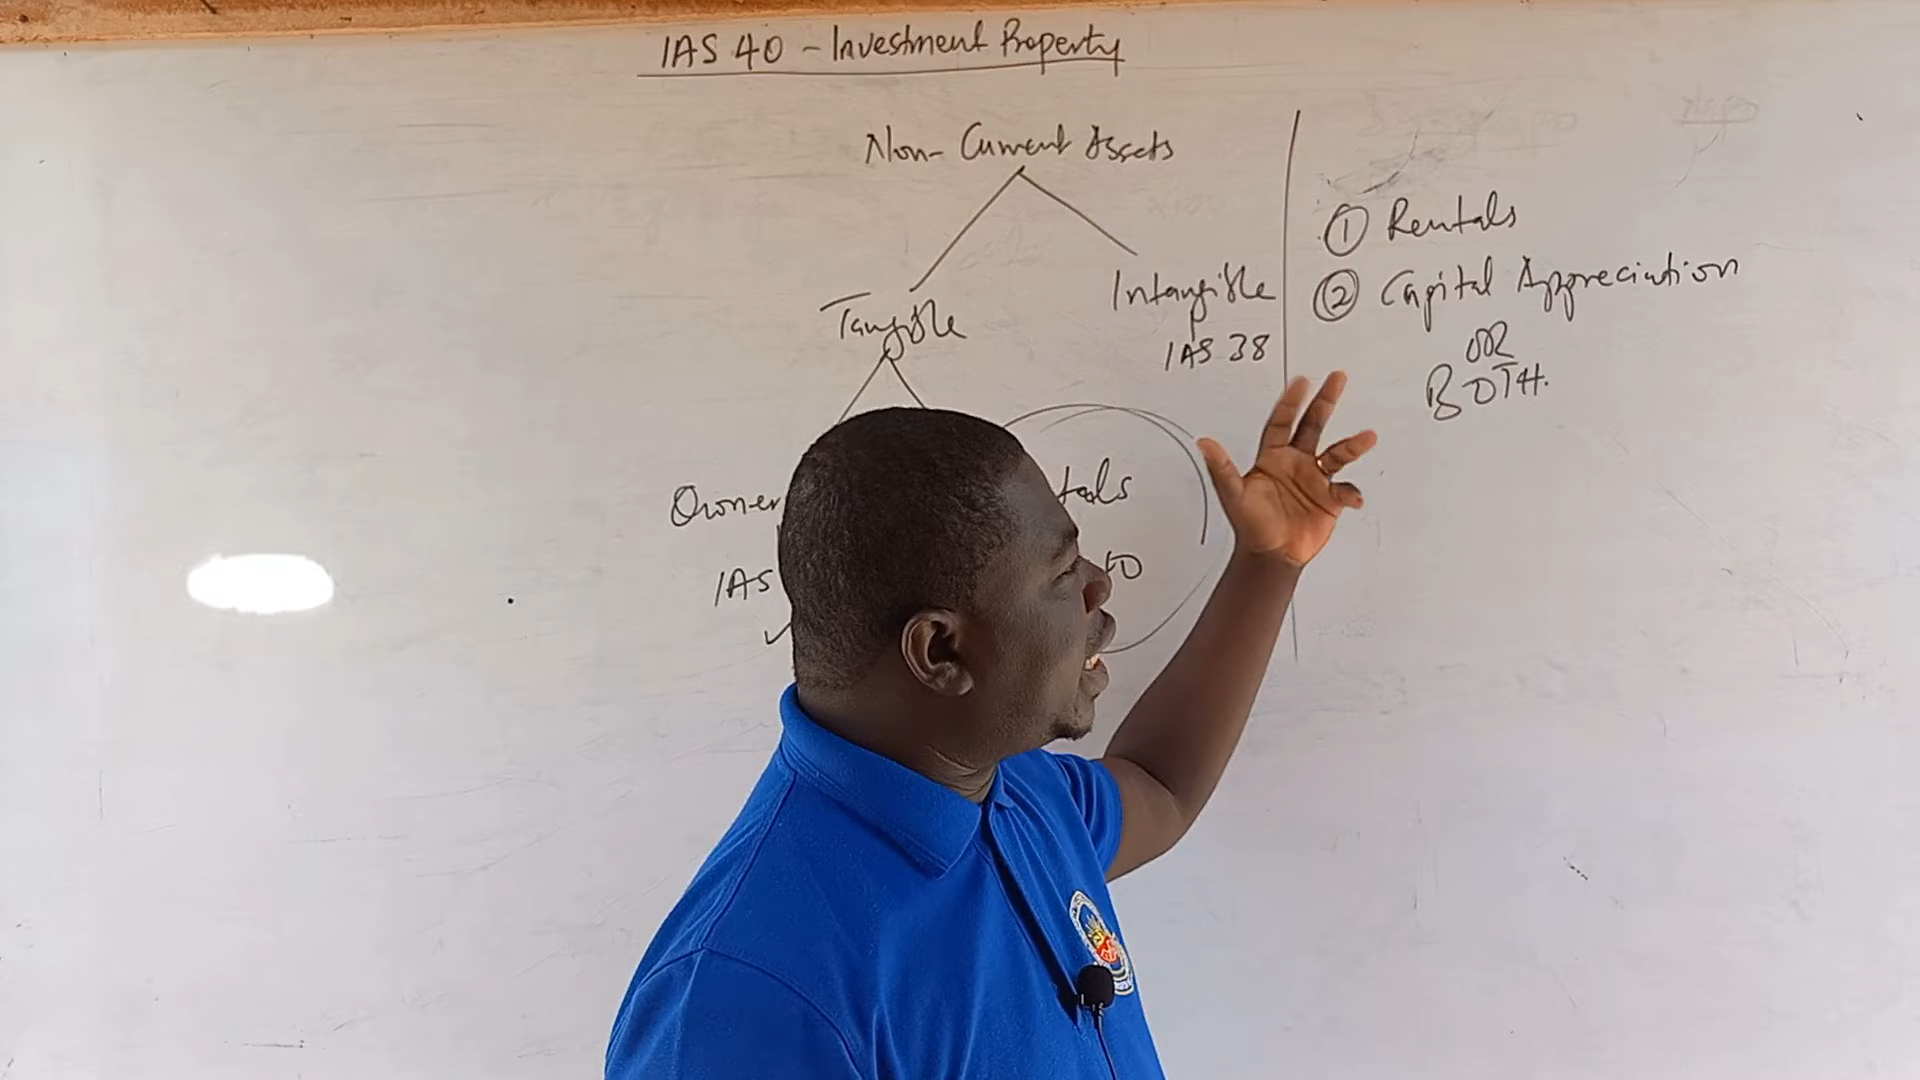 IAS 40 - Investment Property
Non-Current Assets
Tangible
Intangible
IAS 38
Owner
IAS
① Rentals
② Capital Appreciation
OR
BOTH.